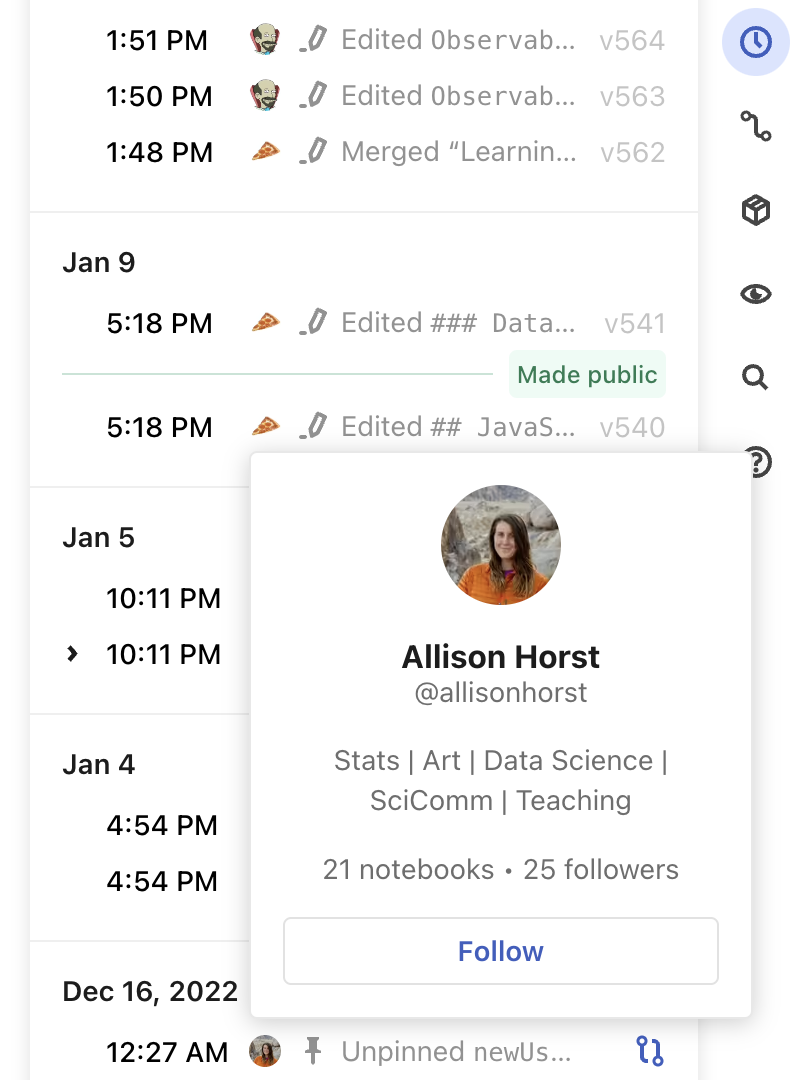 1:51 PM Edited Observab... v564
1:50 PM Edited Observab... v563
1:48 PM Merged “Learnin... v562
Jan 9
5:18 PM Edited ### Data... v541
Made public
5:18 PM Edited ## JavaS... v540
Jan 5
10:11 PM
10:11 PM
Jan 4
4:54 PM
4:54 PM
Allison Horst
@allisonhorst
Stats | Art | Data Science |
SciComm | Teaching
21 notebooks • 25 followers
Follow
Dec 16, 2022
12:27 AM Unpinned newUs...